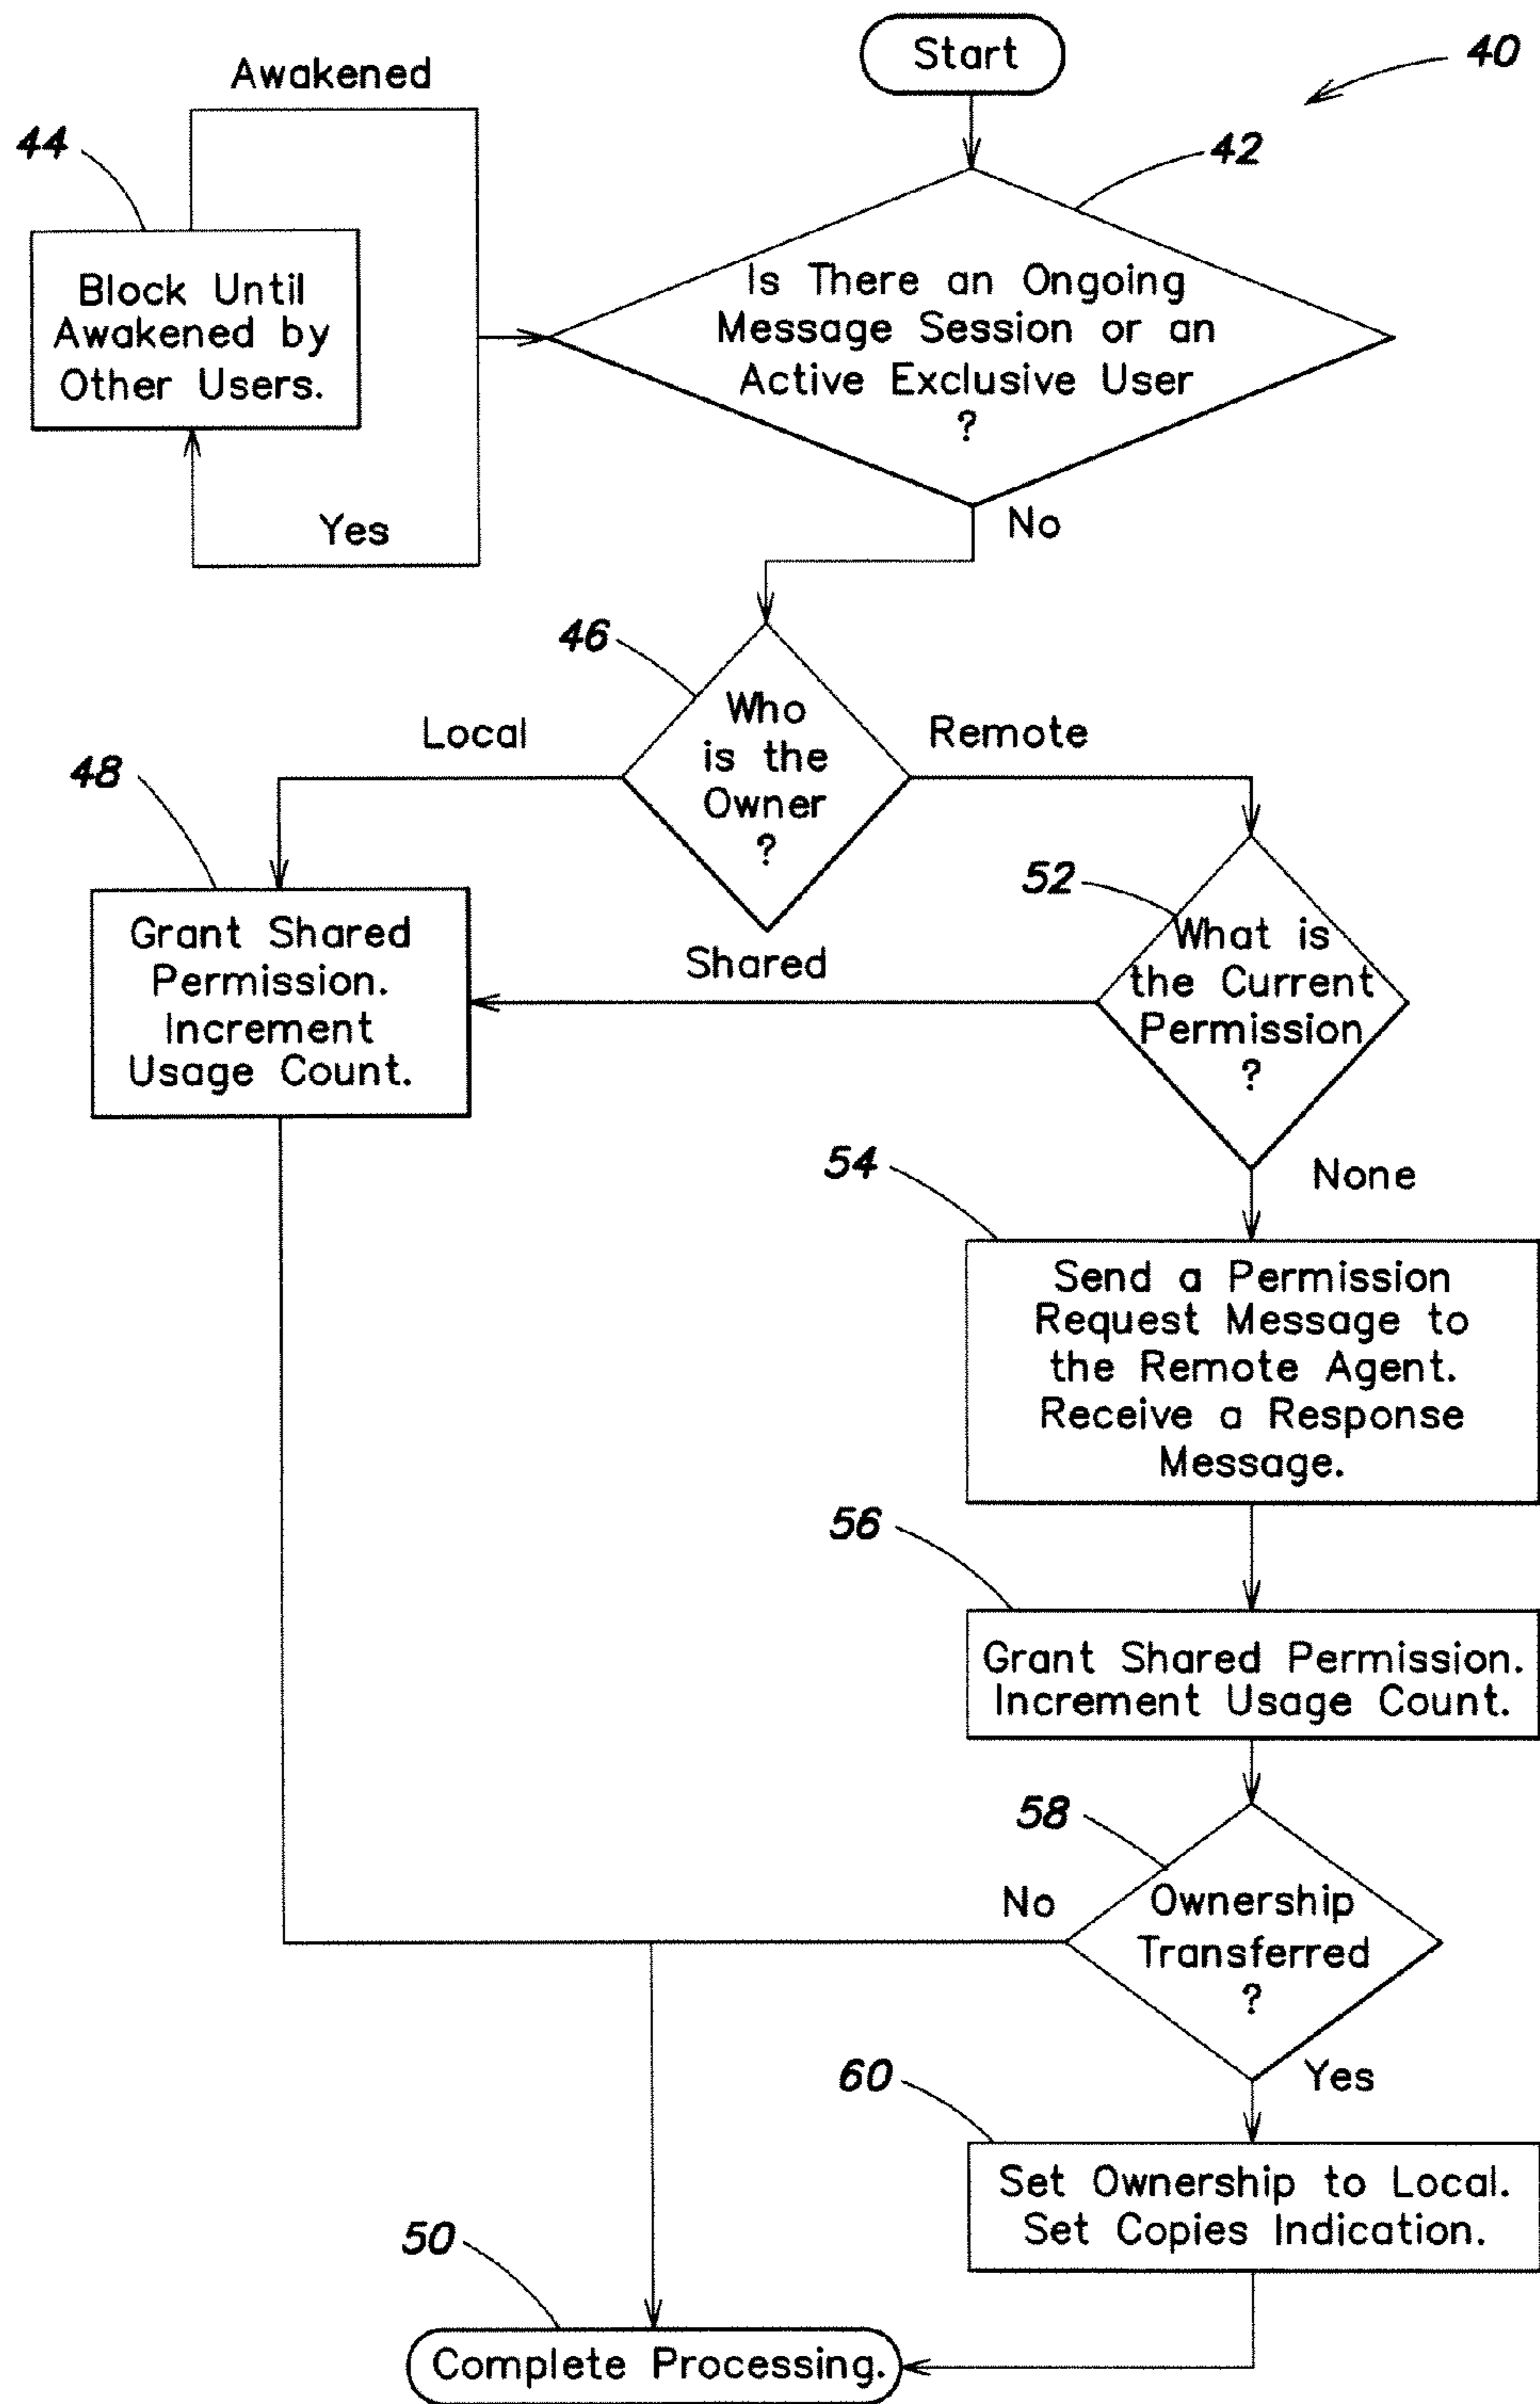 Start
40
Awakened
44
42
Block Until
Awakened by
Other Users.
Is There an Ongoing
Message Session or an
Active Exclusive User
?
Yes
No
46
Who
is the
Owner
?
Local
Remote
48
52
Grant Shared
Permission.
Increment
Usage Count.
Shared
What is
the Current
Permission
?
None
54
Send a Permission
Request Message to
the Remote Agent.
Receive a Response
Message.
56
Grant Shared Permission.
Increment Usage Count.
58
No
Ownership
Transferred
?
Yes
60
Set Ownership to Local.
Set Copies Indication.
50
Complete Processing.